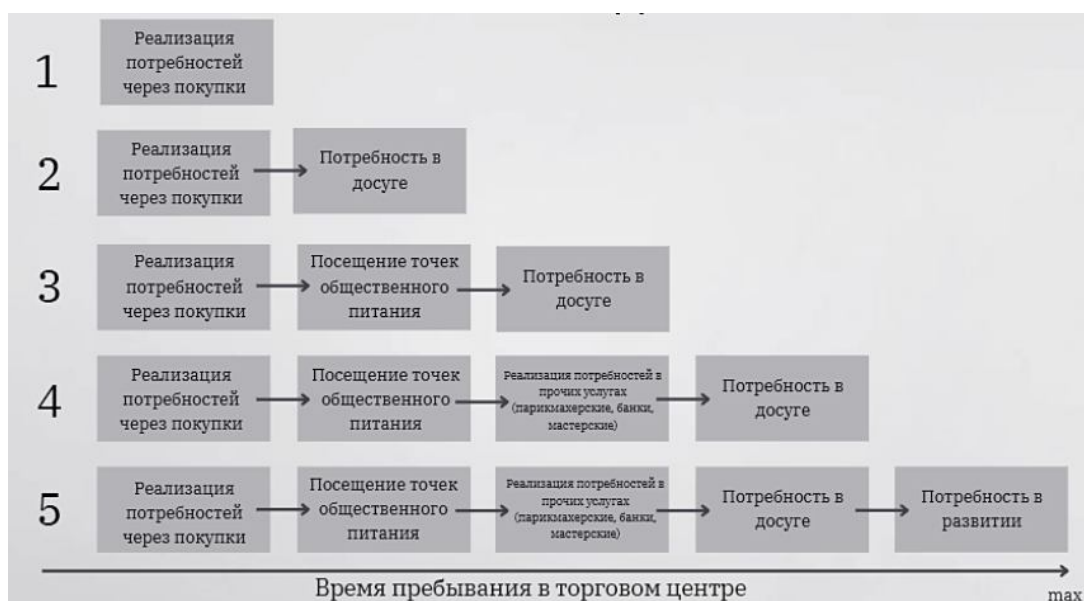 1
Реализация
потребностей
через покупки
2
Реализация
потребностей
через покупки
Потребность в
досуге
3
Реализация
потребностей
через покупки
Посещение точек
общественного
питания
Потребность в
досуге
4
Реализация
потребностей
через покупки
Посещение точек
общественного
питания
Реализация потребностей в
прочих услугах
(парикмахерские, банки,
мастерские)
Потребность в
досуге
5
Реализация
потребностей
через покупки
Посещение точек
общественного
питания
Реализация потребностей в
прочих услугах
(парикмахерские, банки,
мастерские)
Потребность в
досуге
Потребность в
развитии
Время пребывания в торговом центре
max